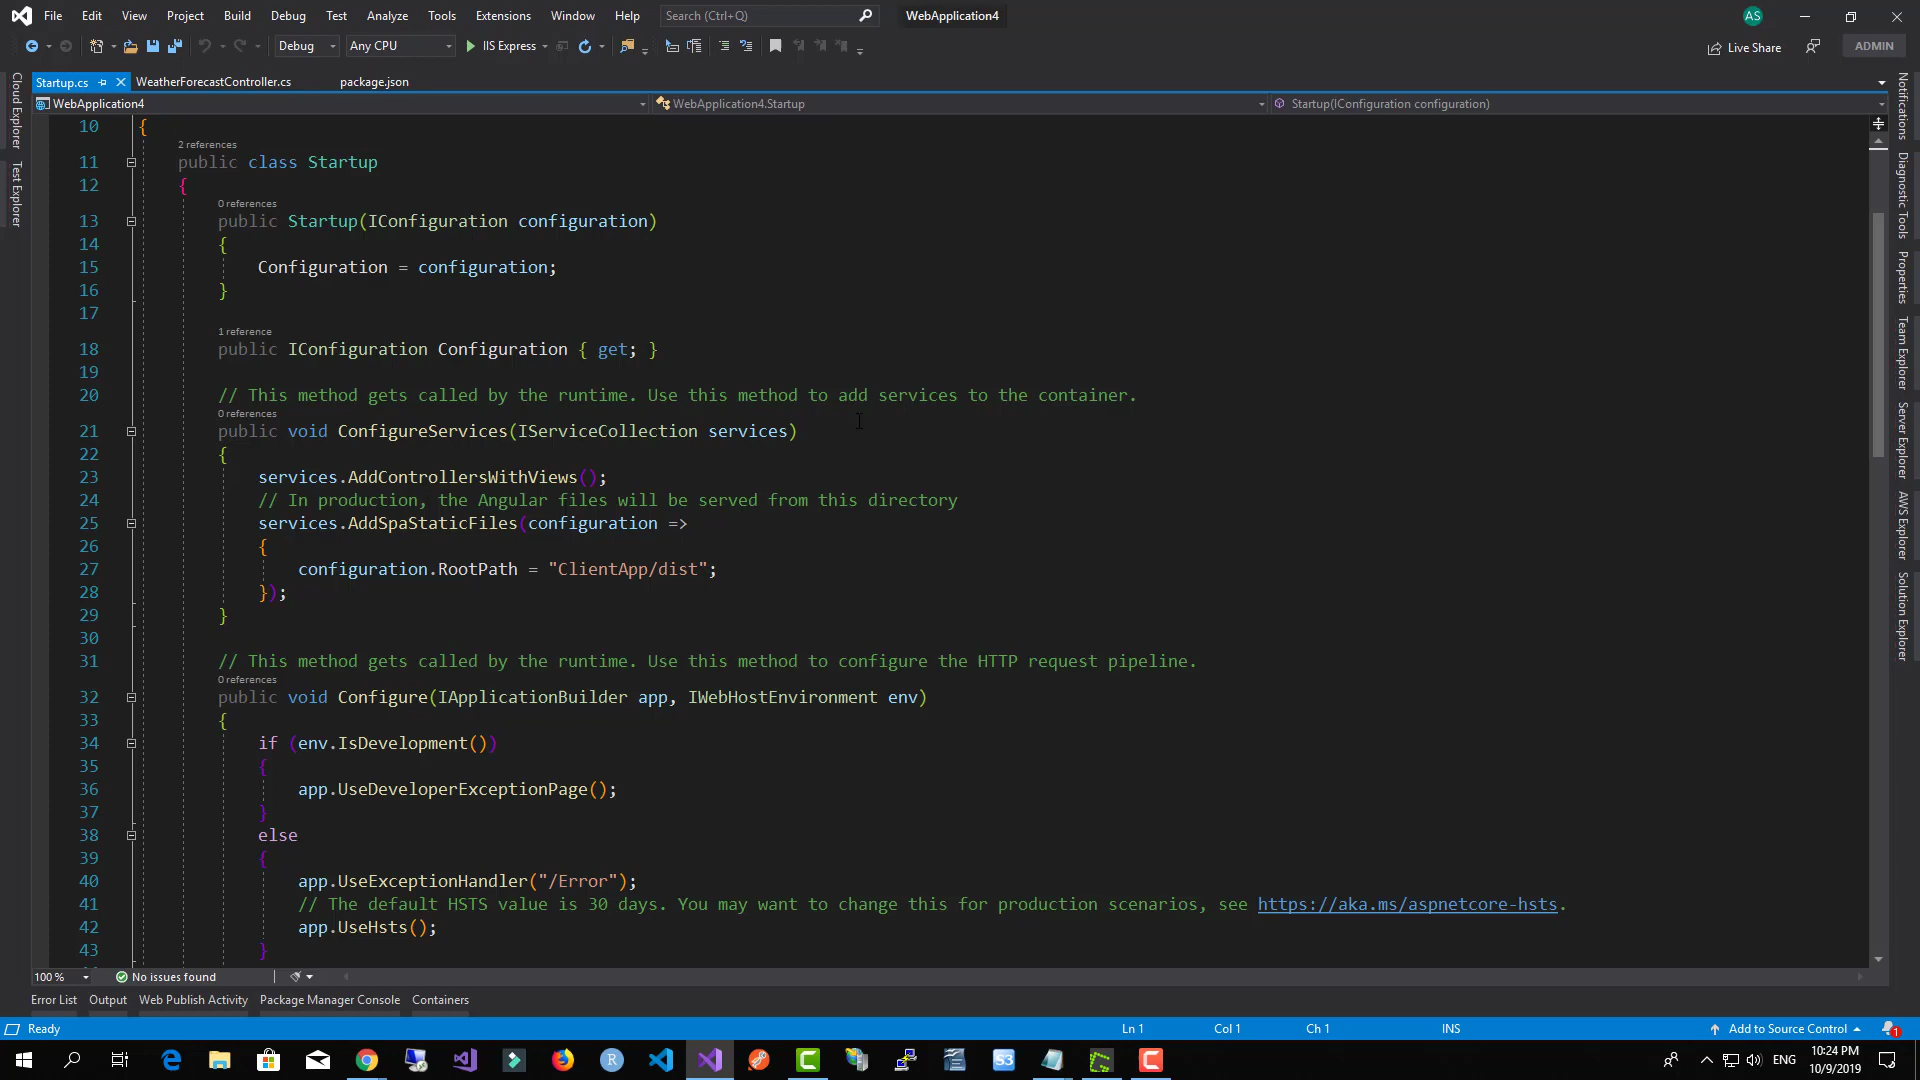 File Edit View Project Build Debug Test Analyze Tools Extensions Window Help Search (Ctrl+Q) WebApplication4 AS
Debug Any CPU IIS Express Live Share ADMIN
Startup.cs WeatherForecastController.cs package.json
WebApplication4 WebApplication4.Startup Startup(IConfiguration configuration)
Cloud Explorer
Test Explorer
10 {
2 references
11 public class Startup
12 {
0 references
13 public Startup(IConfiguration configuration)
14 {
15 Configuration = configuration;
16 }
17
1 reference
18 public IConfiguration Configuration { get; }
19
20 // This method gets called by the runtime. Use this method to add services to the container.
0 references
21 public void ConfigureServices(IServiceCollection services)
22 {
23 services.AddControllersWithViews();
24 // In production, the Angular files will be served from this directory
25 services.AddSpaStaticFiles(configuration =>
26 {
27 configuration.RootPath = "ClientApp/dist";
28 });
29 }
30
31 // This method gets called by the runtime. Use this method to configure the HTTP request pipeline.
0 references
32 public void Configure(IApplicationBuilder app, IWebHostEnvironment env)
33 {
34 if (env.IsDevelopment())
35 {
36 app.UseDeveloperExceptionPage();
37 }
38 else
39 {
40 app.UseExceptionHandler("/Error");
41 // The default HSTS value is 30 days. You may want to change this for production scenarios, see https://aka.ms/aspnetcore-hsts.
42 app.UseHsts();
43 }
Notifications
Diagnostic Tools
Properties
Team Explorer
Server Explorer
AWS Explorer
Solution Explorer
100 % No issues found
Error List Output Web Publish Activity Package Manager Console Containers
Ready Ln 1 Col 1 Ch 1 INS Add to Source Control 1
R S3 ENG 10:24 PM
10/9/2019